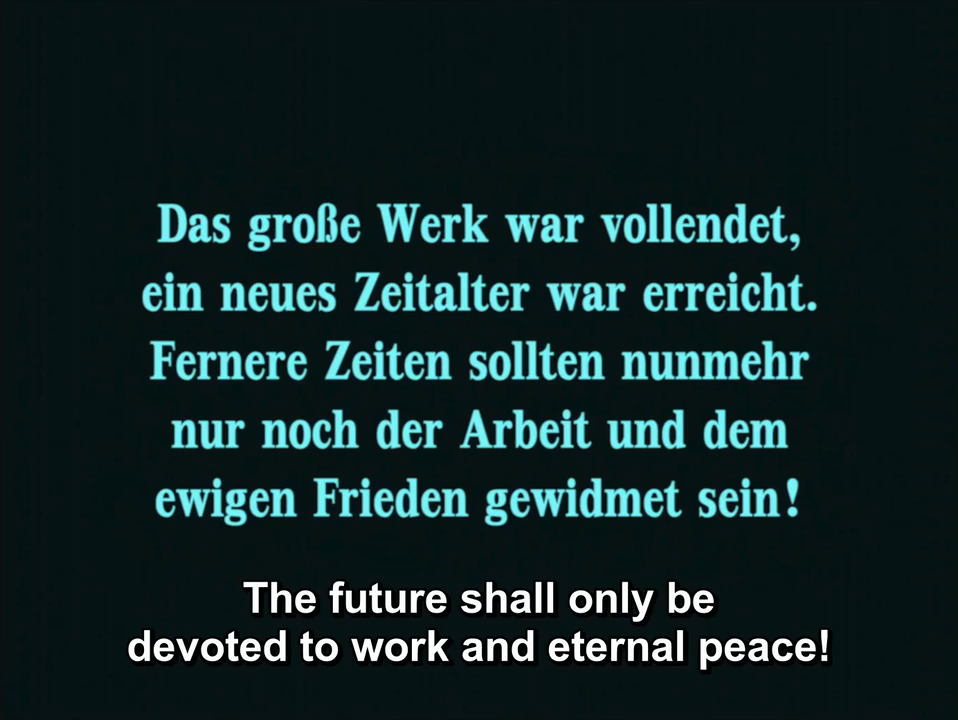 Das große Werk war vollendet,
ein neues Zeitalter war erreicht.
Fernere Zeiten sollten nunmehr
nur noch der Arbeit und dem
ewigen Frieden gewidmet sein!
The future shall only be
devoted to work and eternal peace!